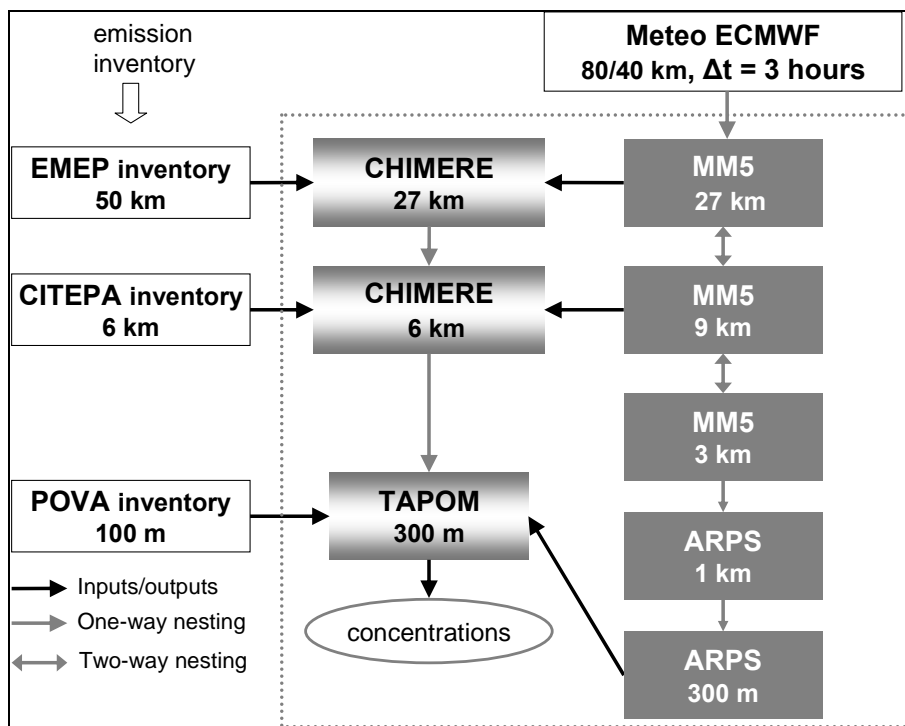 emission
inventory
Meteo ECMWF
80/40 km, Δt = 3 hours
EMEP inventory
50 km
CHIMERE
27 km
MM5
27 km
CITEPA inventory
6 km
CHIMERE
6 km
MM5
9 km
MM5
3 km
POVA inventory
100 m
TAPOM
300 m
ARPS
1 km
Inputs/outputs
One-way nesting
Two-way nesting
concentrations
ARPS
300 m